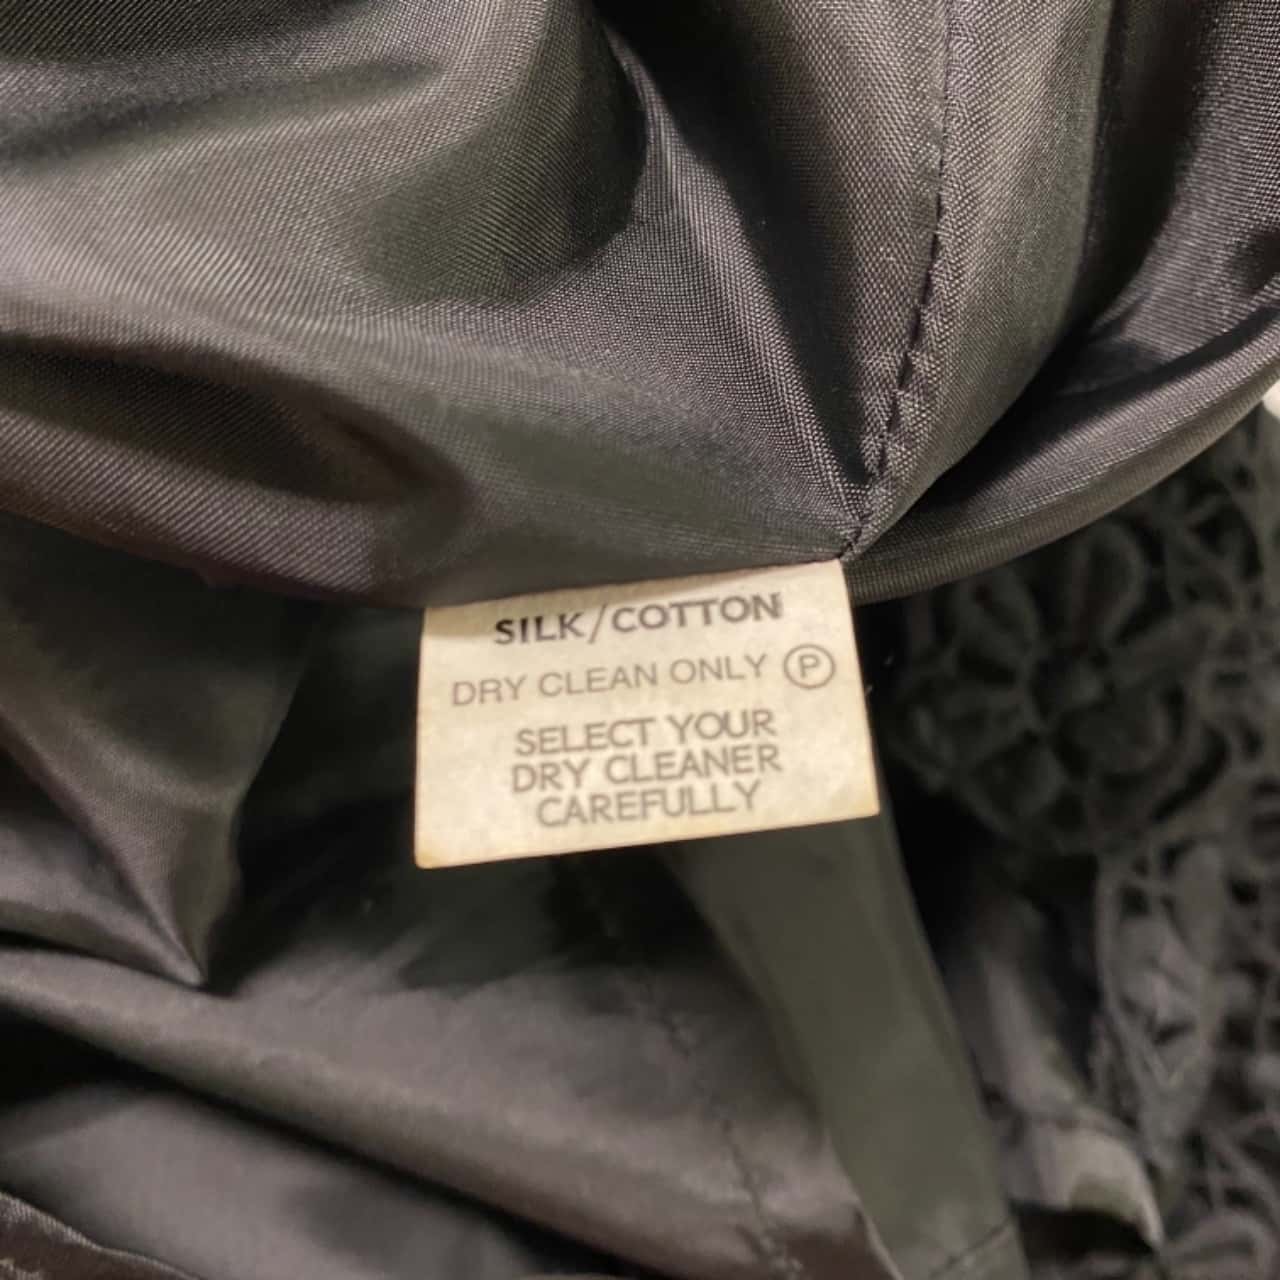 SILK/COTTON
DRY CLEAN ONLY Ⓟ
SELECT YOUR
DRY CLEANER
CAREFULLY